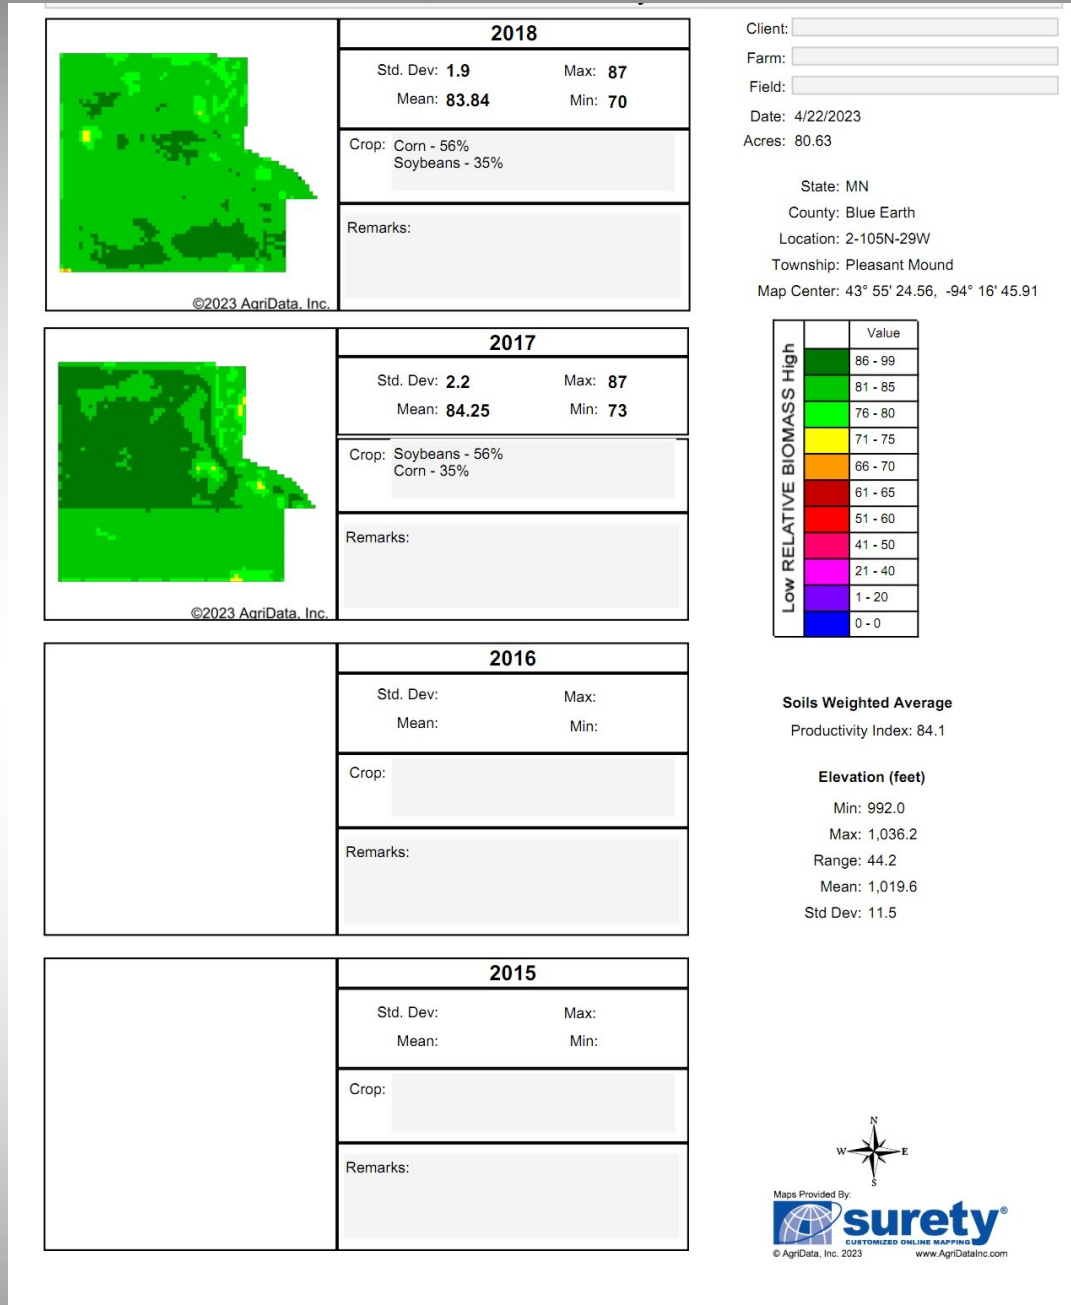 2018
Std. Dev: 1.9
Max: 87
Mean: 83.84
Min: 70
Crop: Corn - 56%
Soybeans - 35%
Remarks:
©2023 AgriData, Inc.
2017
Std. Dev: 2.2
Max: 87
Mean: 84.25
Min: 73
Crop: Soybeans - 56%
Corn - 35%
Remarks:
©2023 AgriData, Inc.
2016
Std. Dev:
Max:
Mean:
Min:
Crop:
Remarks:
2015
Std. Dev:
Max:
Mean:
Min:
Crop:
Remarks:
Client:
Farm:
Field:
Date: 4/22/2023
Acres: 80.63
State: MN
County: Blue Earth
Location: 2-105N-29W
Township: Pleasant Mound
Map Center: 43° 55' 24.56, -94° 16' 45.91
Low RELATIVE BIOMASS High
Value
86 - 99
81 - 85
76 - 80
71 - 75
66 - 70
61 - 65
51 - 60
41 - 50
21 - 40
1 - 20
0 - 0
Soils Weighted Average
Productivity Index: 84.1
Elevation (feet)
Min: 992.0
Max: 1,036.2
Range: 44.2
Mean: 1,019.6
Std Dev: 11.5
N
W E
S
Maps Provided By:
surety®
CUSTOMIZED ONLINE MAPPING
© AgriData, Inc. 2023 www.AgriDataInc.com